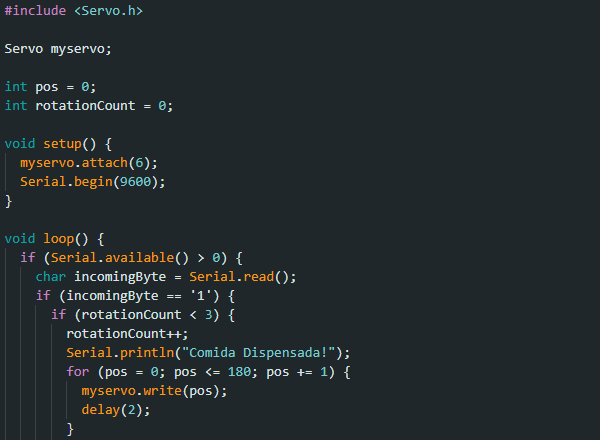 #include <Servo.h>
Servo myservo;
int pos = 0;
int rotationCount = 0;
void setup() {
myservo.attach(6);
Serial.begin(9600);
}
void loop() {
if (Serial.available() > 0) {
char incomingByte = Serial.read();
if (incomingByte == '1') {
if (rotationCount < 3) {
rotationCount++;
Serial.println("Comida Dispensada!");
for (pos = 0; pos <= 180; pos += 1) {
myservo.write(pos);
delay(2);
}